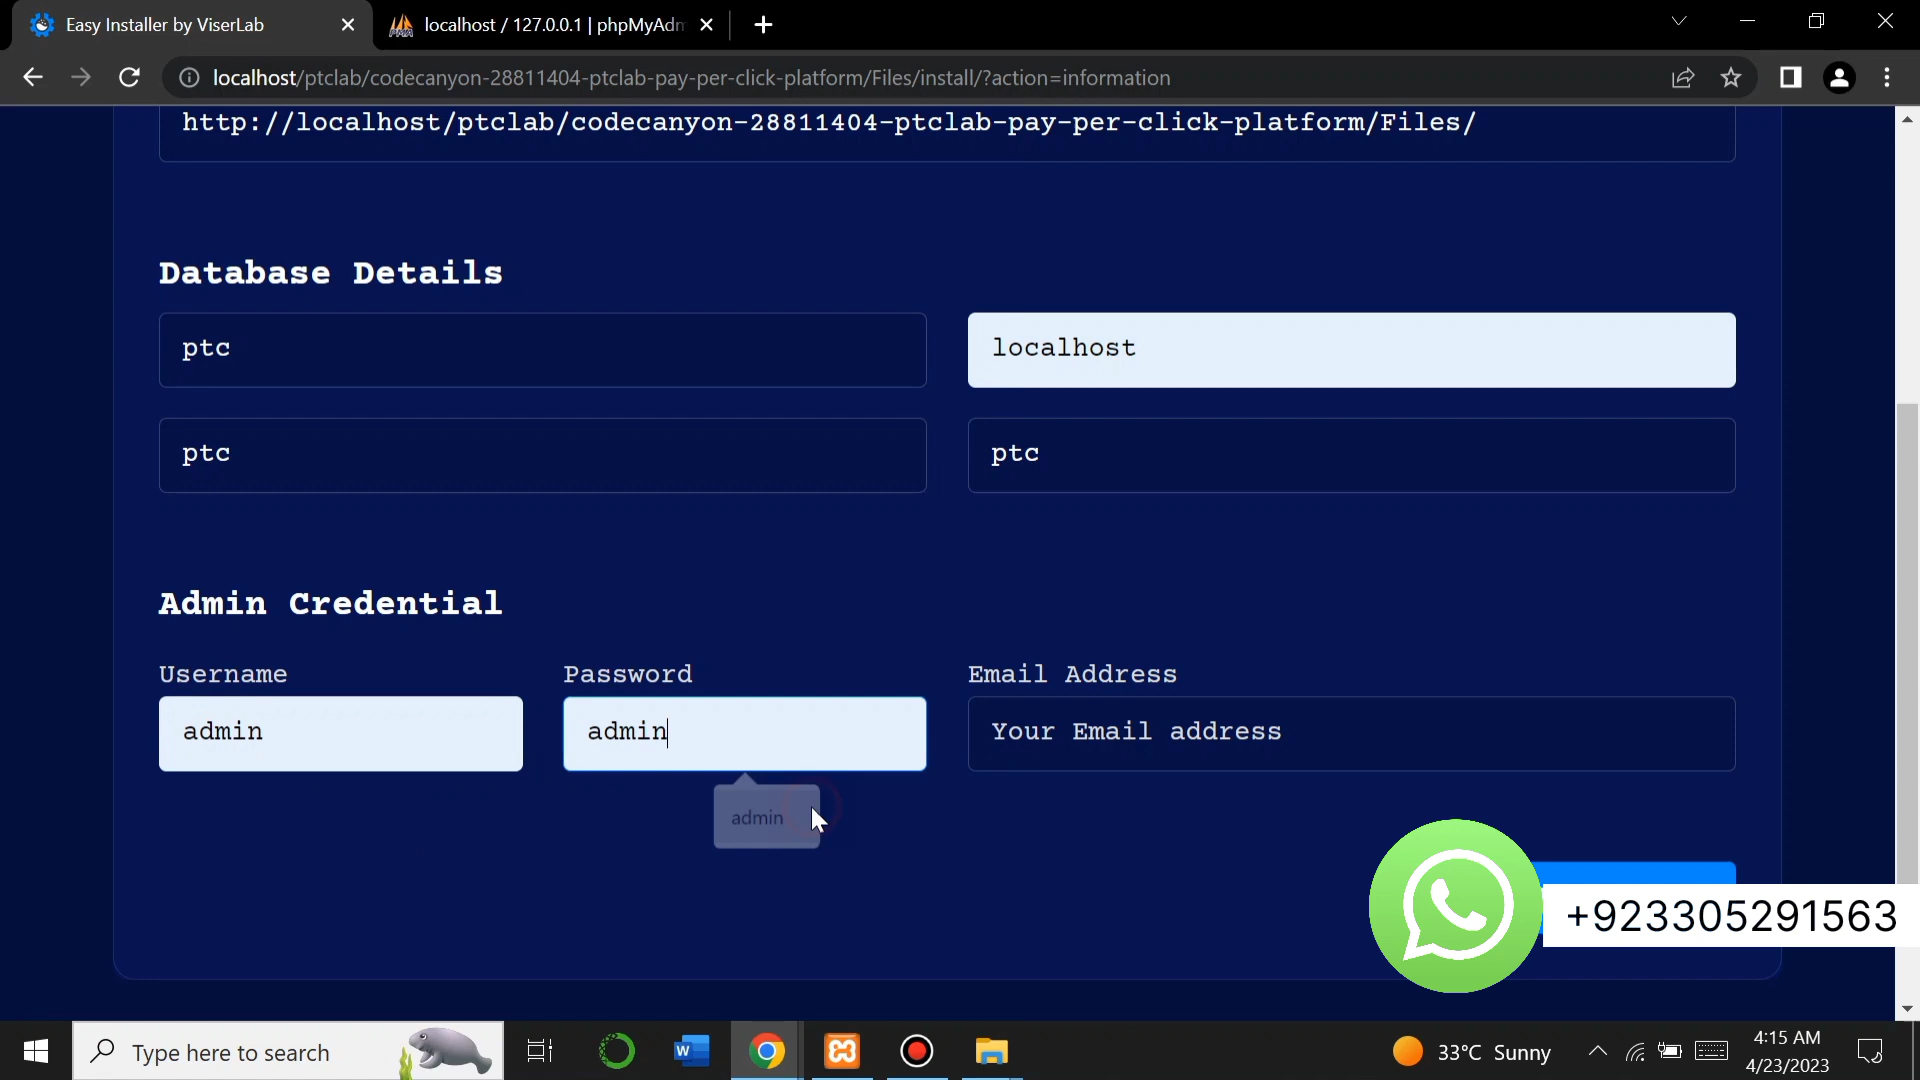 Easy Installer by ViserLab
localhost / 127.0.0.1 | phpMyAdm
localhost/ptclab/codecanyon-28811404-ptclab-pay-per-click-platform/Files/install/?action=information
http://localhost/ptclab/codecanyon-28811404-ptclab-pay-per-click-platform/Files/
Database Details
ptc
localhost
ptc
ptc
Admin Credential
Username
Password
Email Address
admin
admin
Your Email address
admin
+923305291563
Type here to search
33°C Sunny
4:15 AM
4/23/2023